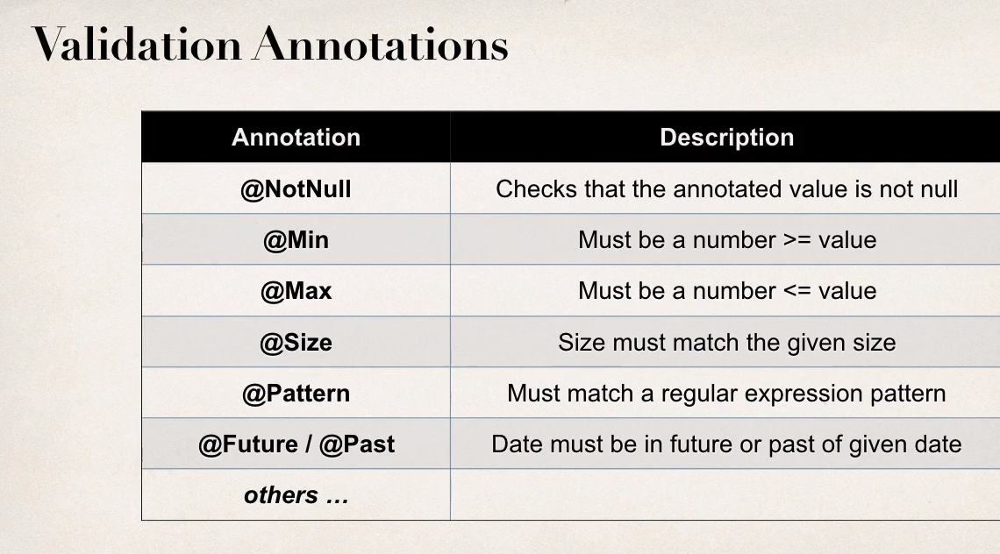 Validation Annotations
Annotation Description
@NotNull Checks that the annotated value is not null
@Min Must be a number >= value
@Max Must be a number <= value
@Size Size must match the given size
@Pattern Must match a regular expression pattern
@Future / @Past Date must be in future or past of given date
others …